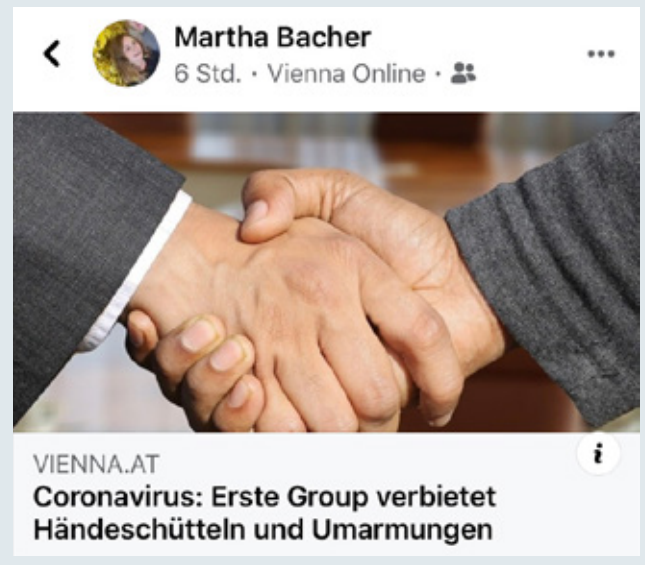 Martha Bacher
6 Std. · Vienna Online ·
VIENNA.AT
Coronavirus: Erste Group verbietet
Händeschütteln und Umarmungen